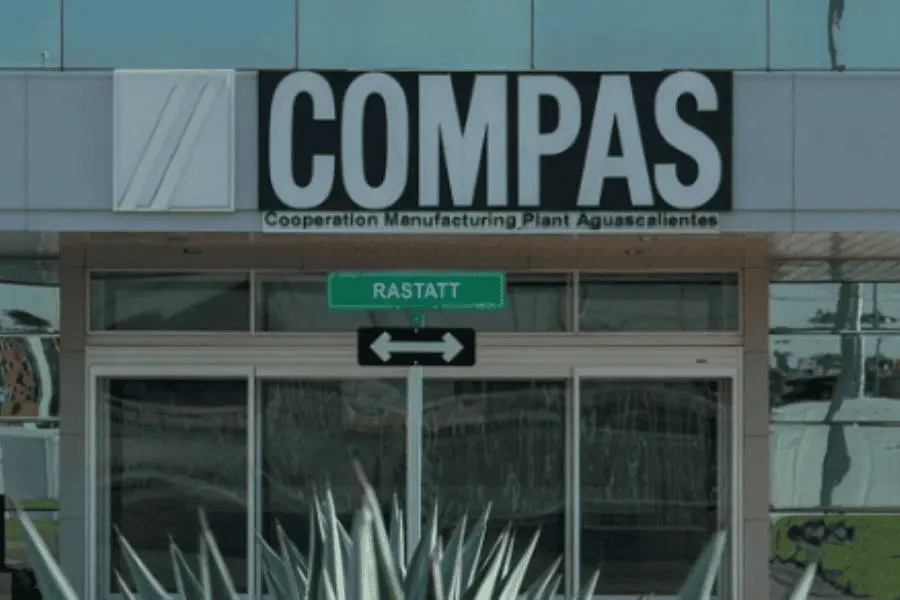 COMPAS
Cooperation Manufacturing Plant Aguascalientes
RASTATT